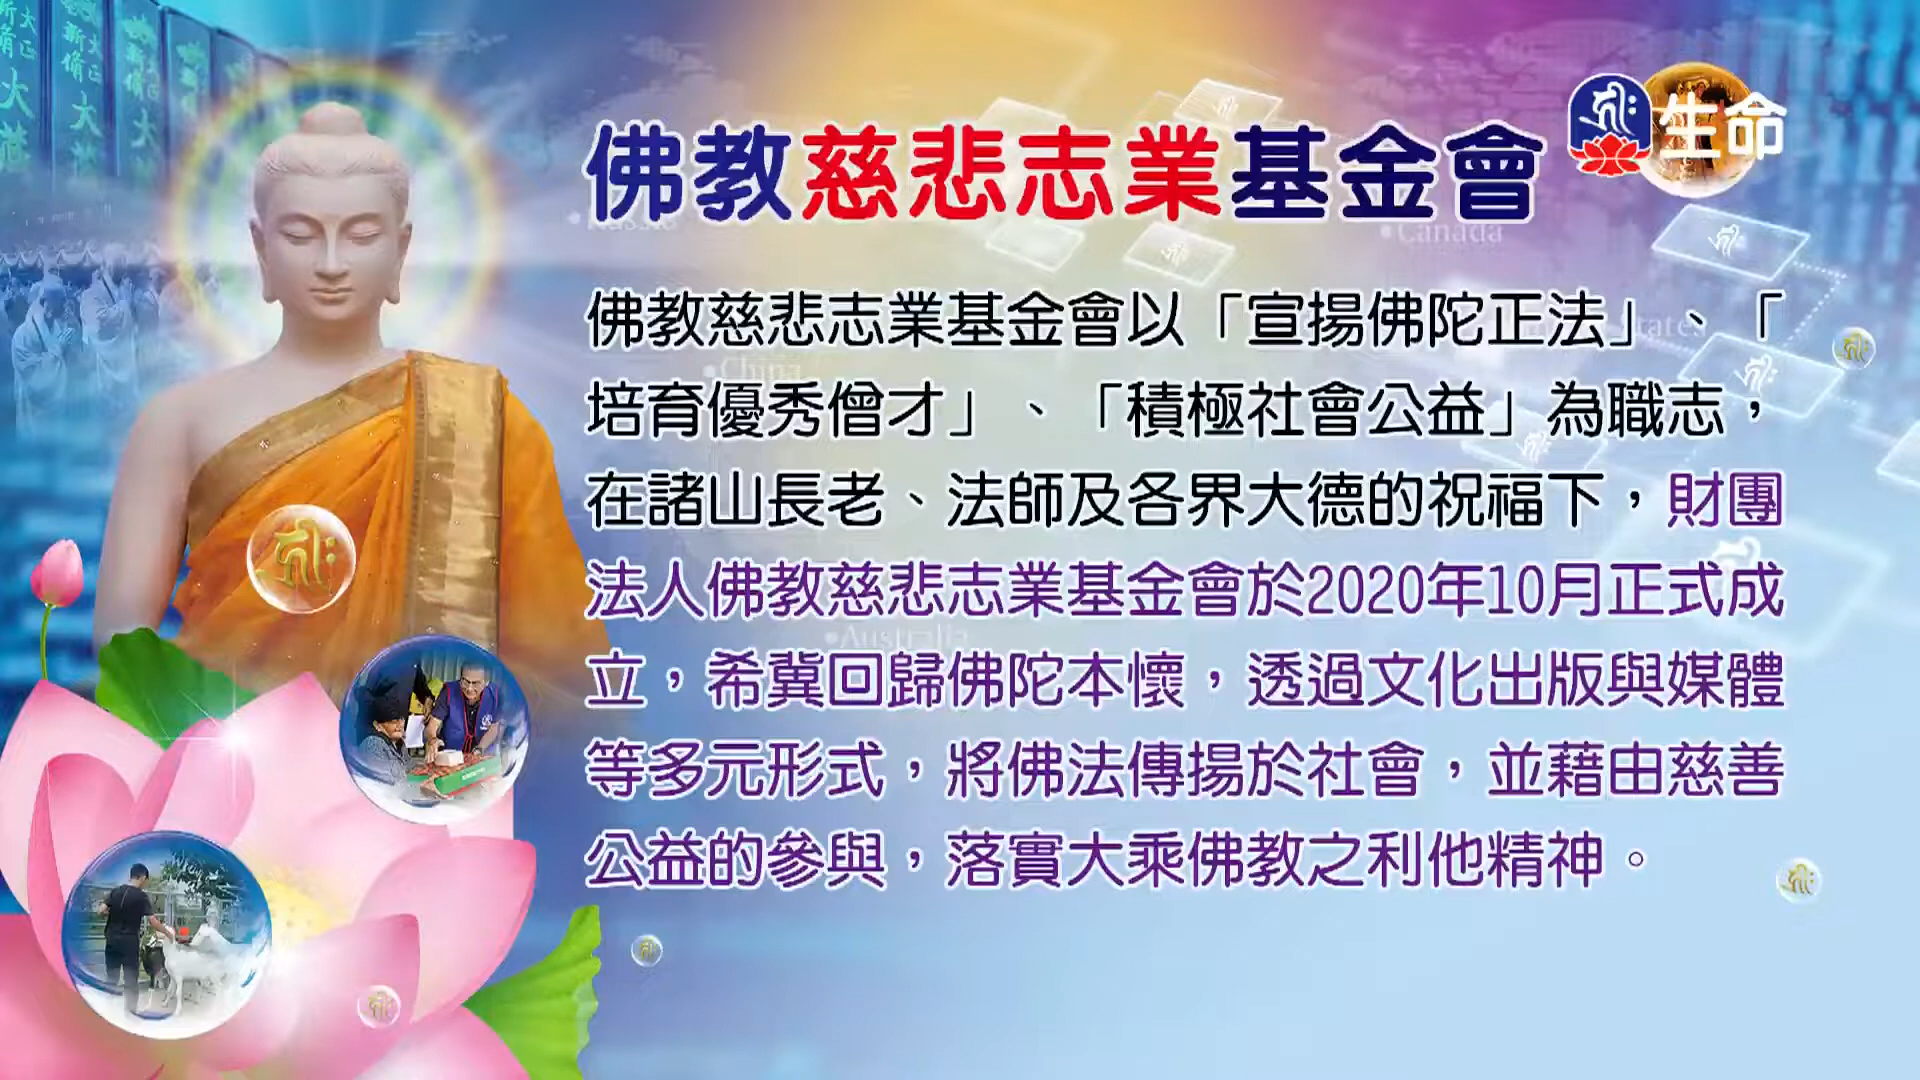 佛教慈悲志業基金會
生命
佛教慈悲志業基金會以「宣揚佛陀正法」、「
培育優秀僧才」、「積極社會公益」為職志，
在諸山長老、法師及各界大德的祝福下，財團
法人佛教慈悲志業基金會於2020年10月正式成
立，希冀回歸佛陀本懷，透過文化出版與媒體
等多元形式，將佛法傳揚於社會，並藉由慈善
公益的參與，落實大乘佛教之利他精神。
Russia
Canada
China
States
Australia